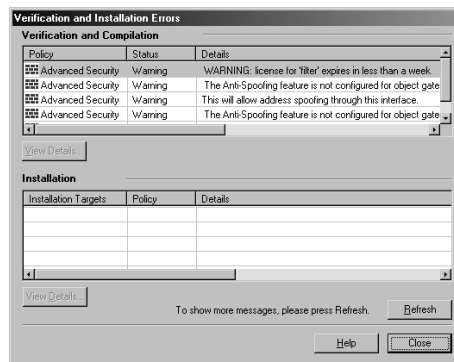 Verification and Installation Errors
Verification and Compilation
Policy Status Details
Advanced Security Warning WARNING: license for 'filter' expires in less than a week
Advanced Security Warning The Anti-Spoofing feature is not configured for object gate
Advanced Security Warning This will allow address spoofing through this interface.
Advanced Security Warning The Anti-Spoofing feature is not configured for object gate
View Details...
Installation
Installation Targets Policy Details
View Details...
To show more messages, please press Refresh. Refresh
Help Close